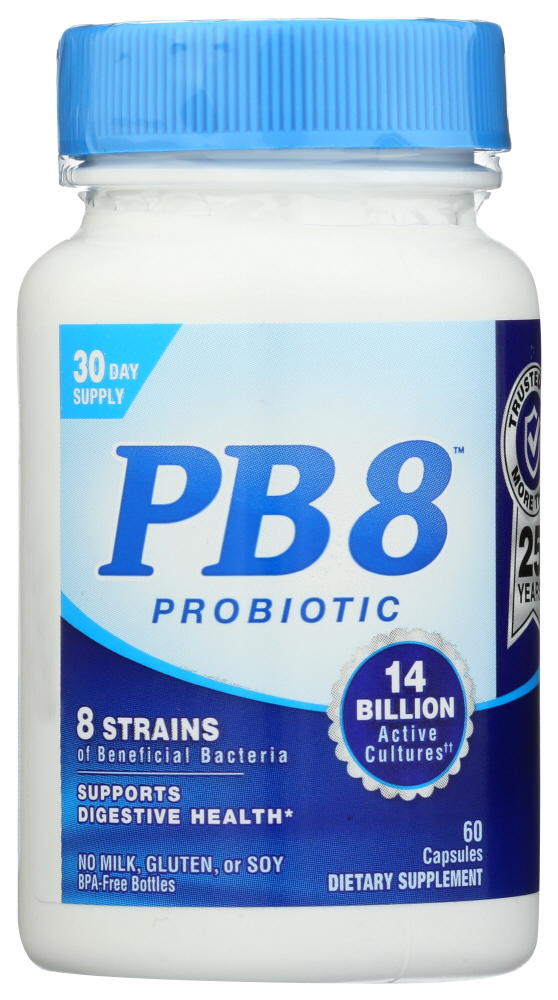 30 DAY
SUPPLY
PB8™
PROBIOTIC
14
BILLION
Active
Cultures††
8 STRAINS
of Beneficial Bacteria
SUPPORTS
DIGESTIVE HEALTH*
NO MILK, GLUTEN, or SOY
BPA-Free Bottles
60
Capsules
DIETARY SUPPLEMENT
MORE
25